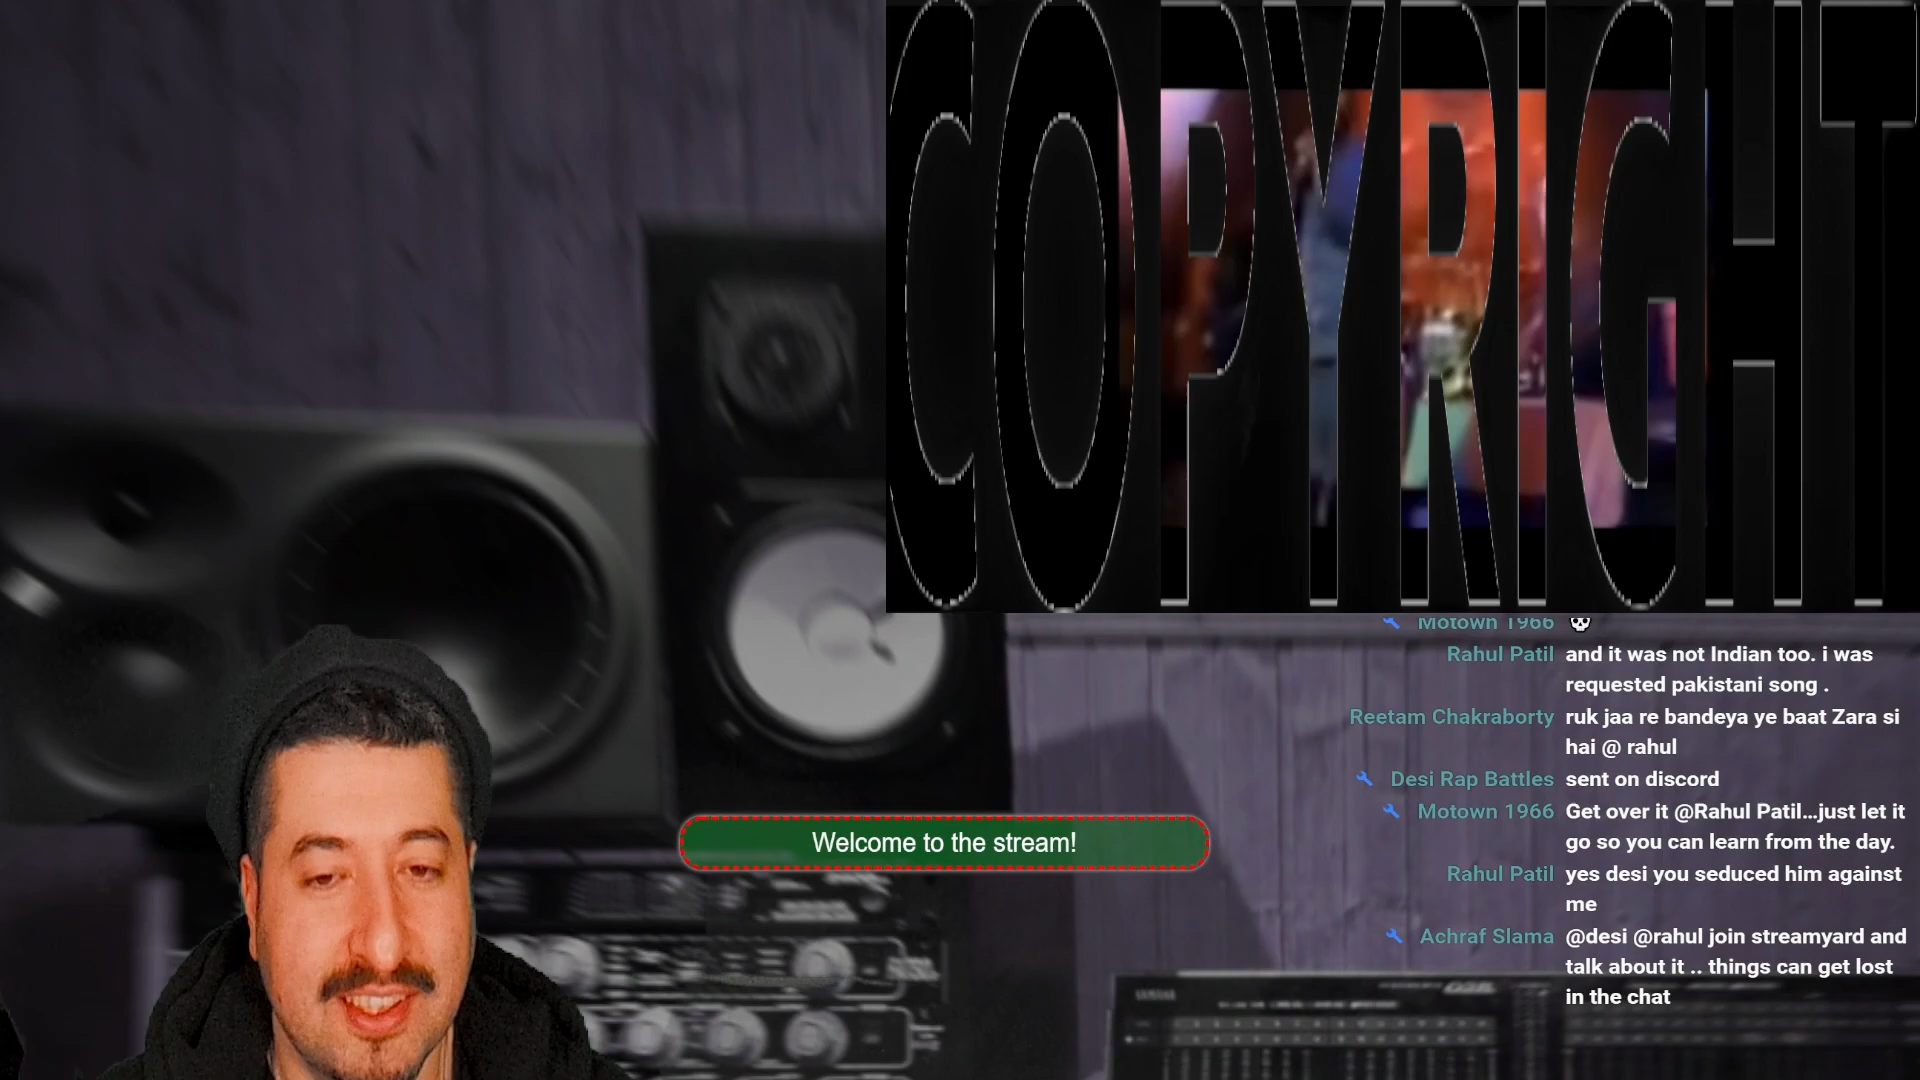 COPYRIGHT
Motown 1966 💀
Rahul Patil and it was not Indian too. i was
requested pakistani song .
Reetam Chakraborty ruk jaa re bandeya ye baat Zara si
hai @ rahul
Desi Rap Battles sent on discord
Motown 1966 Get over it @Rahul Patil...just let it
go so you can learn from the day.
Rahul Patil yes desi you seduced him against
me
Achraf Slama @desi @rahul join streamyard and
talk about it .. things can get lost
in the chat
Welcome to the stream!
YAMAHA